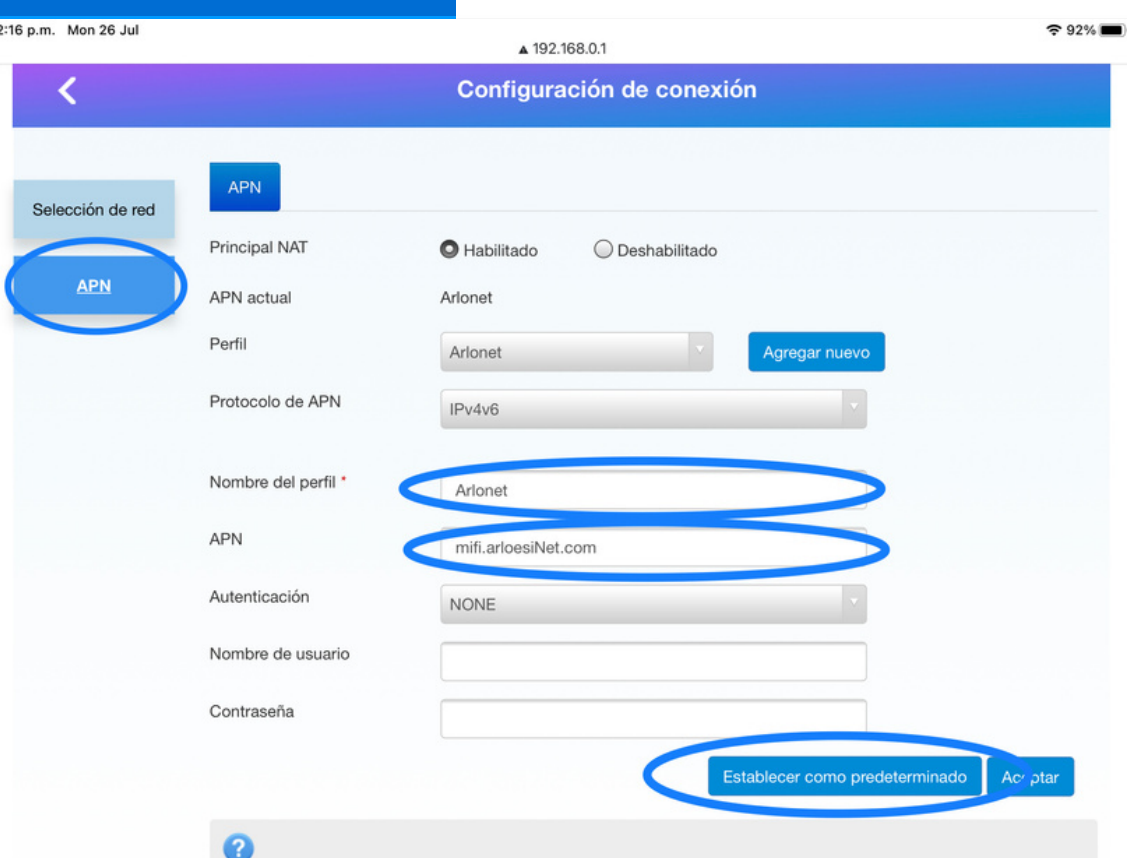 2:16 p.m. Mon 26 Jul
92%
192.168.0.1
Configuración de conexión
Selección de red
APN
APN
Principal NAT
Habilitado Deshabilitado
APN actual
Arlonet
Perfil
Arlonet
Agregar nuevo
Protocolo de APN
IPv4v6
Nombre del perfil *
Arlonet
APN
mifi.arloesiNet.com
Autenticación
NONE
Nombre de usuario
Contraseña
Establecer como predeterminado
Aceptar
?